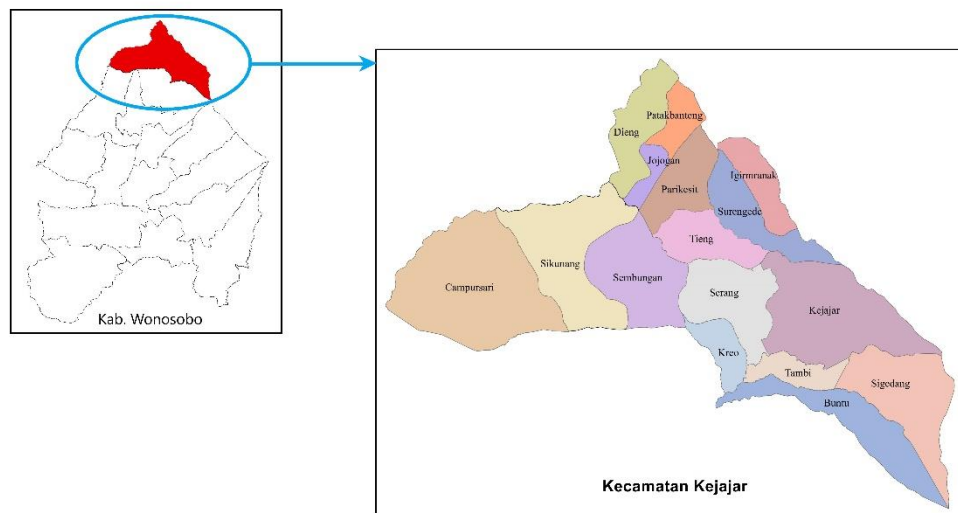 Kab. Wonosobo
Patakbanteng
Dieng
Jojogan
Igirmranak
Parikesit
Surengede
Tieng
Sikunang
Sembungan
Campursari
Serang
Kejajar
Kreo
Tambi
Sigedang
Buntu
Kecamatan Kejajar